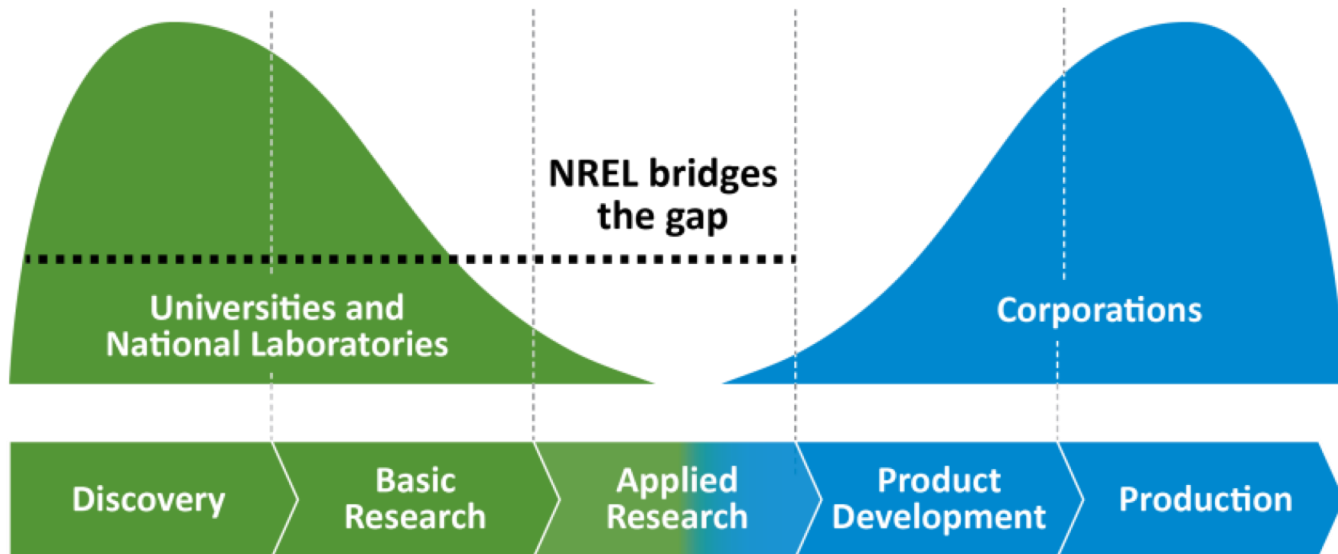 NREL bridges
the gap
Universities and
National Laboratories
Corporations
Discovery
Basic
Research
Applied
Research
Product
Development
Production